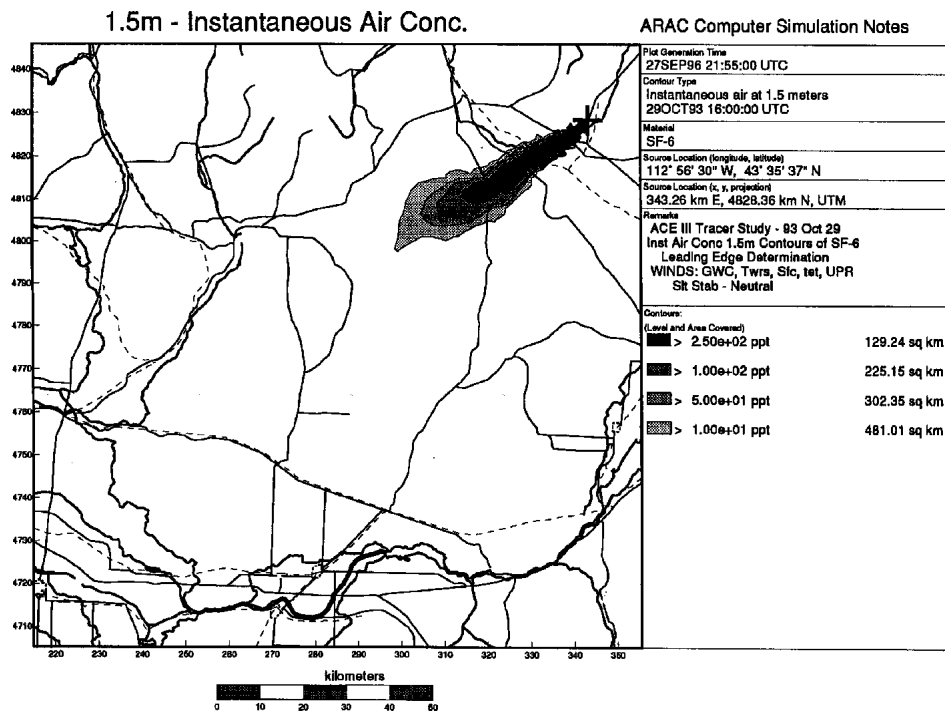 1.5m - Instantaneous Air Conc.
ARAC Computer Simulation Notes
Plot Generation Time
27SEP96 21:55:00 UTC
Contour Type
Instantaneous air at 1.5 meters
29OCT93 16:00:00 UTC
Material
SF-6
Source Location (longitude, latitude)
112° 56' 30" W, 43° 35' 37" N
Source Location (x, y, projection)
343.26 km E, 4828.36 km N, UTM
Remarks
ACE III Tracer Study - 93 Oct 29
Inst Air Conc 1.5m Contours of SF-6
Leading Edge Determination
WINDS: GWC, Twrs, Sfc, tet, UPR
Slt Stab - Neutral
Contours:
(Level and Area Covered)
> 2.50e+02 ppt 129.24 sq km
> 1.00e+02 ppt 225.15 sq km
> 5.00e+01 ppt 302.35 sq km
> 1.00e+01 ppt 481.01 sq km
4840
4830
4820
4810
4800
4790
4780
4770
4760
4750
4740
4730
4720
4710
220 230 240 250 260 270 280 290 300 310 320 330 340 350
kilometers
0 10 20 30 40 60